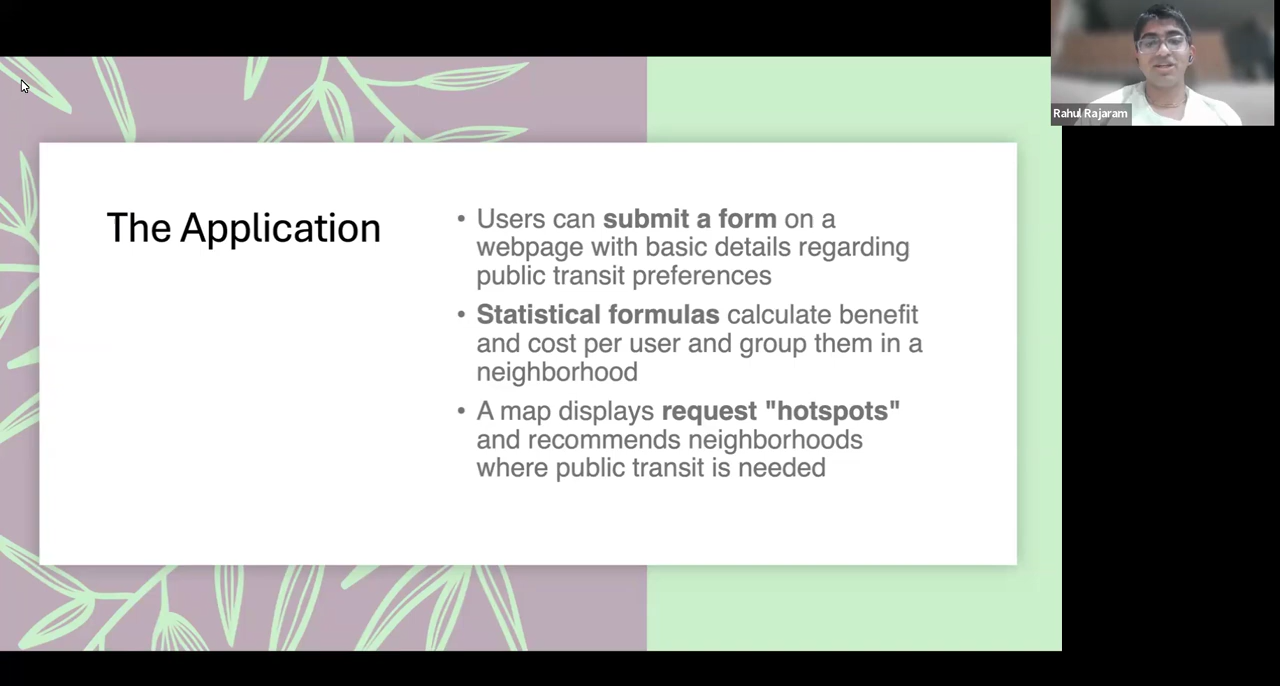 The Application
• Users can submit a form on a
webpage with basic details regarding
public transit preferences
• Statistical formulas calculate benefit
and cost per user and group them in a
neighborhood
• A map displays request "hotspots"
and recommends neighborhoods
where public transit is needed
Rahul Rajaram